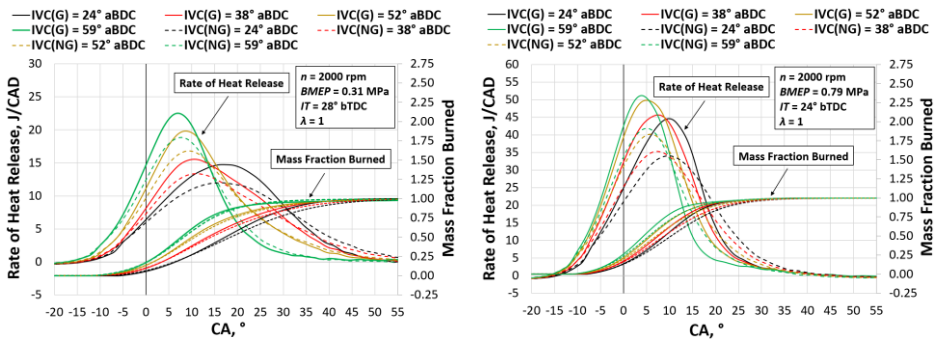 IVC(G) = 24° aBDC IVC(G) = 38° aBDC IVC(G) = 52° aBDC
IVC(G) = 59° aBDC IVC(NG) = 24° aBDC IVC(NG) = 38° aBDC
IVC(NG) = 52° aBDC IVC(NG) = 59° aBDC
Rate of Heat Release, J/CAD
30
25
20
15
10
5
0
-5
Rate of Heat Release
n = 2000 rpm
BMEP = 0.31 MPa
IT = 28° bTDC
λ = 1
Mass Fraction Burned
2.75
2.50
2.25
2.00
1.75
1.50
1.25
1.00
0.75
0.50
0.25
0.00
-0.25
Mass Fraction Burned
-20 -15 -10 -5 0 5 10 15 20 25 30 35 40 45 50 55
CA, °
IVC(G) = 24° aBDC IVC(G) = 38° aBDC IVC(G) = 52° aBDC
IVC(G) = 59° aBDC IVC(NG) = 24° aBDC IVC(NG) = 38° aBDC
IVC(NG) = 52° aBDC IVC(NG) = 59° aBDC
Rate of Heat Release, J/CAD
60
55
50
45
40
35
30
25
20
15
10
5
0
-5
Rate of Heat Release
n = 2000 rpm
BMEP = 0.79 MPa
IT = 24° bTDC
λ = 1
Mass Fraction Burned
2.75
2.50
2.25
2.00
1.75
1.50
1.25
1.00
0.75
0.50
0.25
0.00
-0.25
Mass Fraction Burned
-20 -15 -10 -5 0 5 10 15 20 25 30 35 40 45 50 55
CA, °